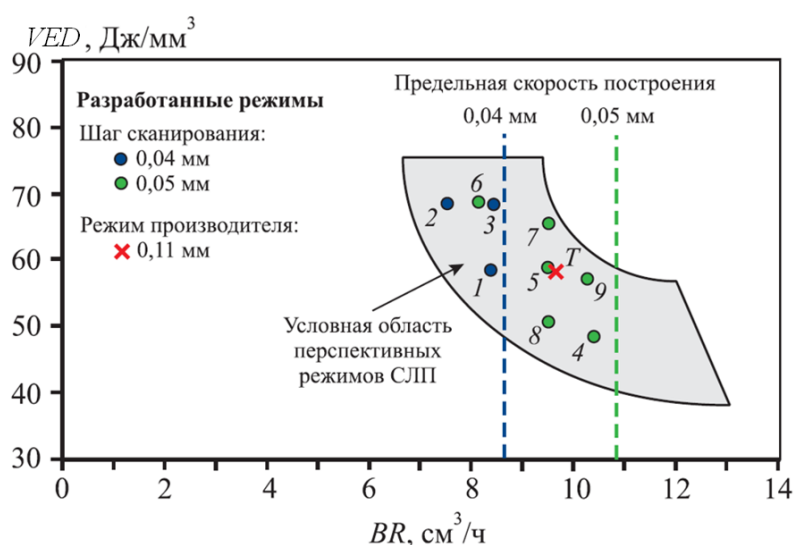 VED, Дж/мм³
90
80
70
60
50
40
30
Разработанные режимы
Шаг сканирования:
0,04 мм
0,05 мм
Режим производителя:
0,11 мм
Предельная скорость построения
0,04 мм 0,05 мм
6
2 3
7
T
1 5 9
8 4
Условная область
перспективных
режимов СЛП
0 2 4 6 8 10 12 14
BR, см³/ч